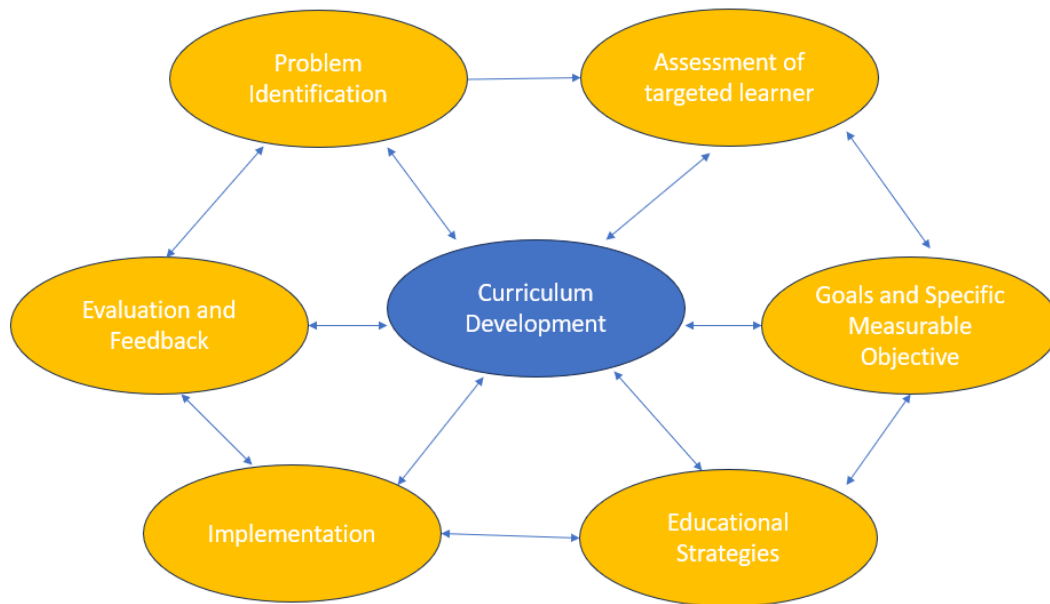 Problem
Identification
Assessment of
targeted learner
Curriculum
Development
Evaluation and
Feedback
Goals and Specific
Measurable
Objective
Implementation
Educational
Strategies